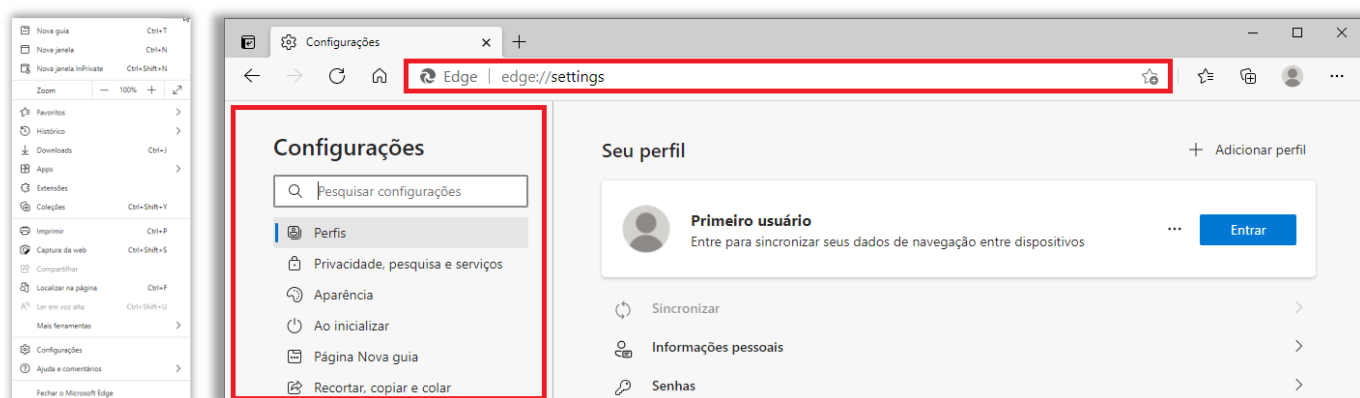 Nova guia Ctrl+T
Nova janela Ctrl+N
Nova janela InPrivate Ctrl+Shift+N
Zoom — 100% +
Favoritos
Histórico
Downloads Ctrl+J
Apps
Extensões
Coleções Ctrl+Shift+Y
Imprimir Ctrl+P
Captura da web Ctrl+Shift+S
Compartilhar
Localizar na página Ctrl+F
Ler em voz alta Ctrl+Shift+U
Mais ferramentas
Configurações
Ajuda e comentários
Fechar o Microsoft Edge
Configurações
Edge | edge://settings
Configurações
Pesquisar configurações
Perfis
Privacidade, pesquisa e serviços
Aparência
Ao inicializar
Página Nova guia
Recortar, copiar e colar
Seu perfil
Adicionar perfil
Primeiro usuário
Entre para sincronizar seus dados de navegação entre dispositivos
Entrar
Sincronizar
Informações pessoais
Senhas